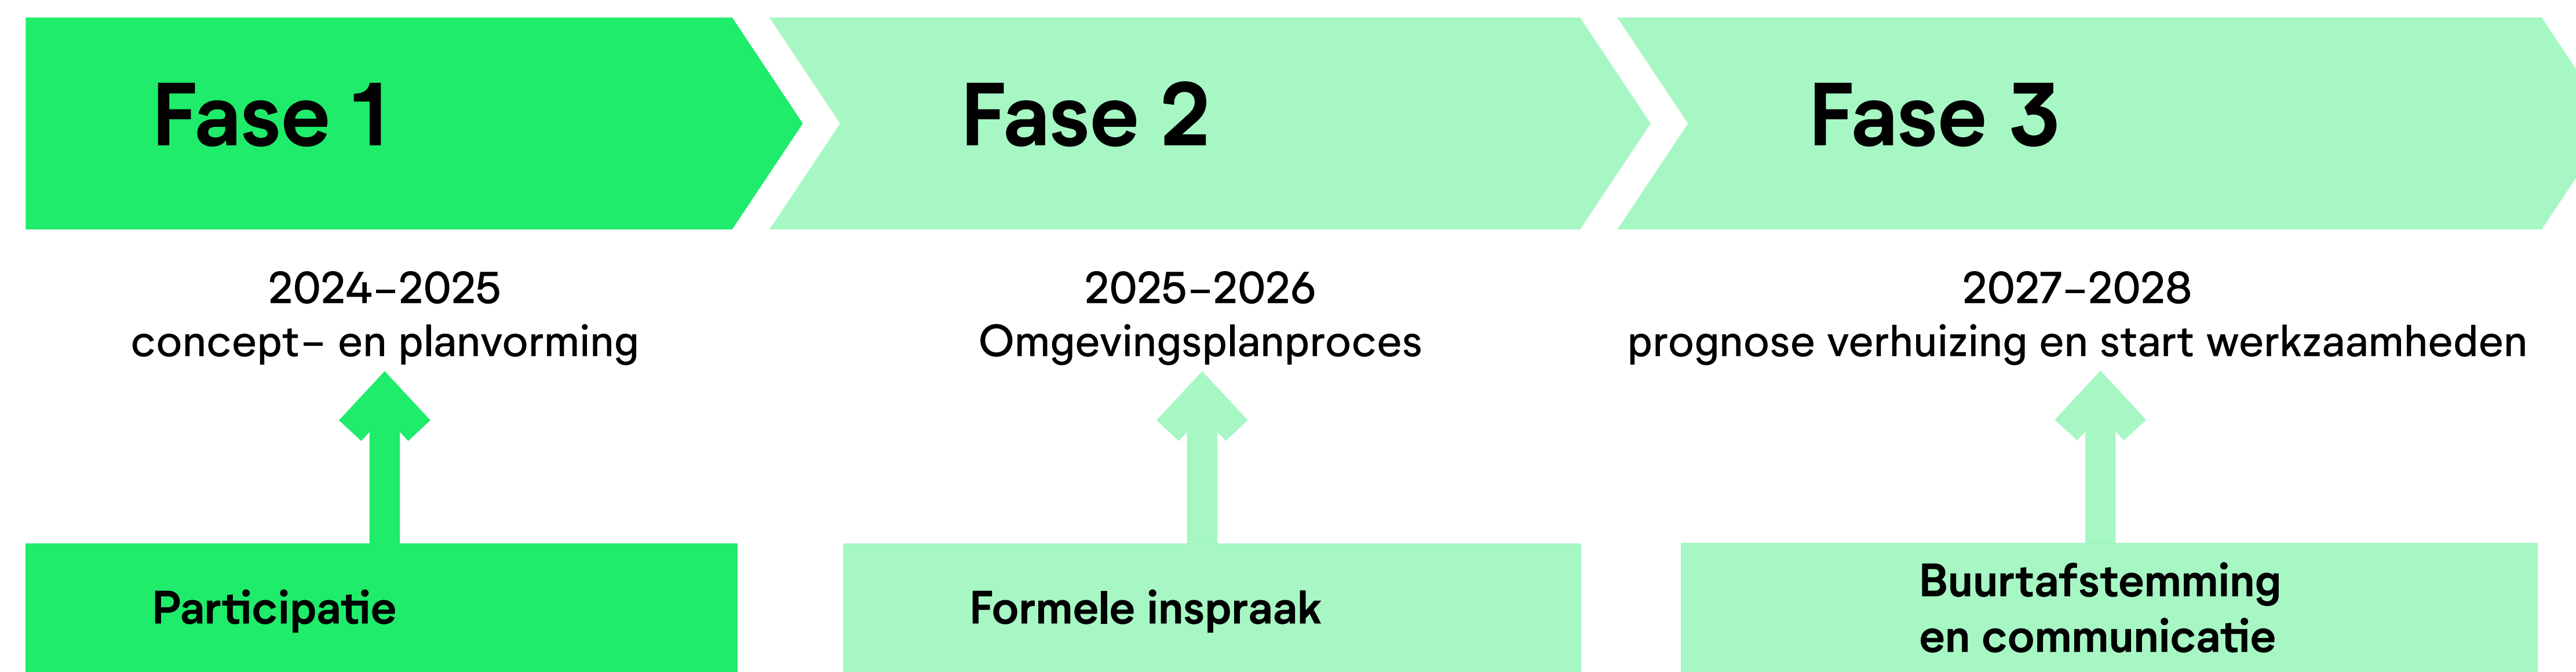 Fase 1
Fase 2
Fase 3
2024–2025
concept– en planvorming
2025–2026
Omgevingsplanproces
2027–2028
prognose verhuizing en start werkzaamheden
Participatie
Formele inspraak
Buurtafstemming
en communicatie